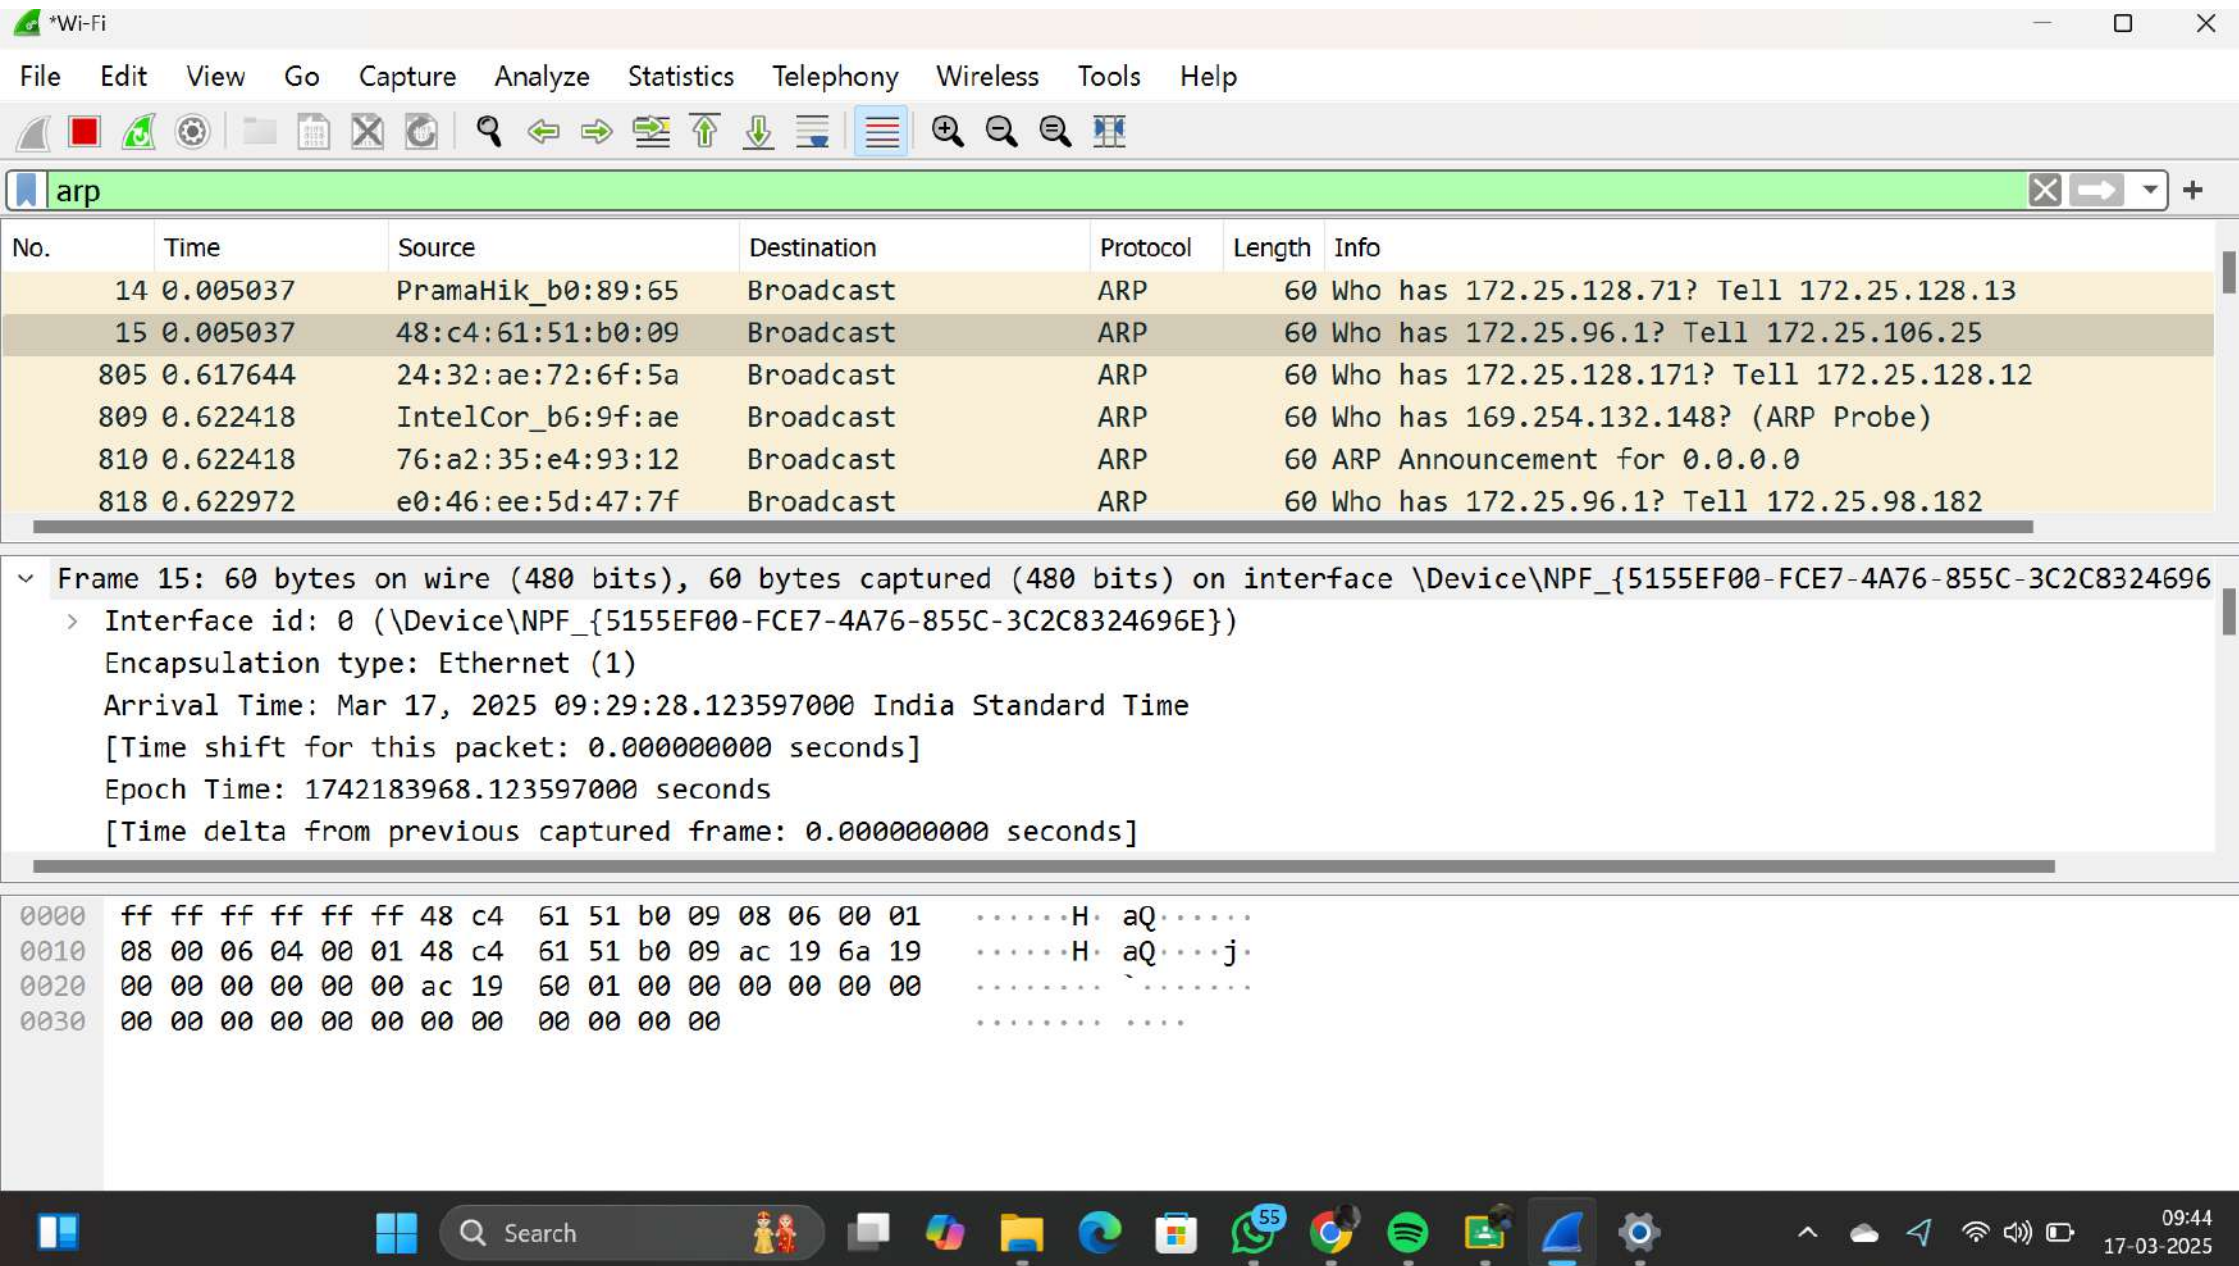 *Wi-Fi
File Edit View Go Capture Analyze Statistics Telephony Wireless Tools Help
arp
No. Time Source Destination Protocol Length Info
14 0.005037 PramaHik_b0:89:65 Broadcast ARP 60 Who has 172.25.128.71? Tell 172.25.128.13
15 0.005037 48:c4:61:51:b0:09 Broadcast ARP 60 Who has 172.25.96.1? Tell 172.25.106.25
805 0.617644 24:32:ae:72:6f:5a Broadcast ARP 60 Who has 172.25.128.171? Tell 172.25.128.12
809 0.622418 IntelCor_b6:9f:ae Broadcast ARP 60 Who has 169.254.132.148? (ARP Probe)
810 0.622418 76:a2:35:e4:93:12 Broadcast ARP 60 ARP Announcement for 0.0.0.0
818 0.622972 e0:46:ee:5d:47:7f Broadcast ARP 60 Who has 172.25.96.1? Tell 172.25.98.182
Frame 15: 60 bytes on wire (480 bits), 60 bytes captured (480 bits) on interface \Device\NPF_{5155EF00-FCE7-4A76-855C-3C2C8324696
Interface id: 0 (\Device\NPF_{5155EF00-FCE7-4A76-855C-3C2C8324696E})
Encapsulation type: Ethernet (1)
Arrival Time: Mar 17, 2025 09:29:28.123597000 India Standard Time
[Time shift for this packet: 0.000000000 seconds]
Epoch Time: 1742183968.123597000 seconds
[Time delta from previous captured frame: 0.000000000 seconds]
0000 ff ff ff ff ff ff 48 c4 61 51 b0 09 08 06 00 01 ······H· aQ······
0010 08 00 06 04 00 01 48 c4 61 51 b0 09 ac 19 6a 19 ······H· aQ····j·
0020 00 00 00 00 00 00 ac 19 60 01 00 00 00 00 00 00 ········ `·······
0030 00 00 00 00 00 00 00 00 00 00 00 00 ········ ····
Search
55
09:44
17-03-2025